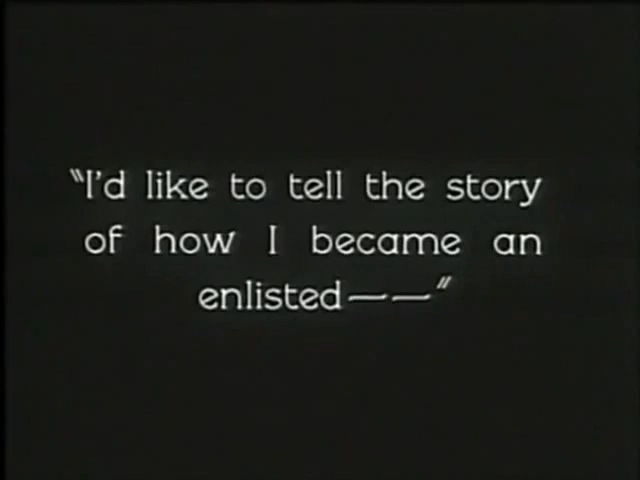 "I'd like to tell the story
of how I became an
enlisted——"